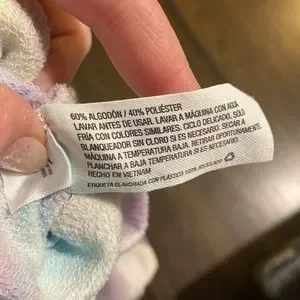 60% ALGODÓN / 40% POLIÉSTER
LAVAR ANTES DE USAR. LAVAR A MÁQUINA CON AGUA
FRÍA CON COLORES SIMILARES. CICLO DELICADO. SÓLO
BLANQUEADOR SIN CLORO SI ES NECESARIO. SECAR A
MÁQUINA A TEMPERATURA BAJA. RETIRAR OPORTUNAMENTE.
PLANCHAR A BAJA TEMPERATURA SI ES NECESARIO.
HECHO EN VIETNAM
ETIQUETA ELABORADA CON PLÁSTICO 100% RECICLADO